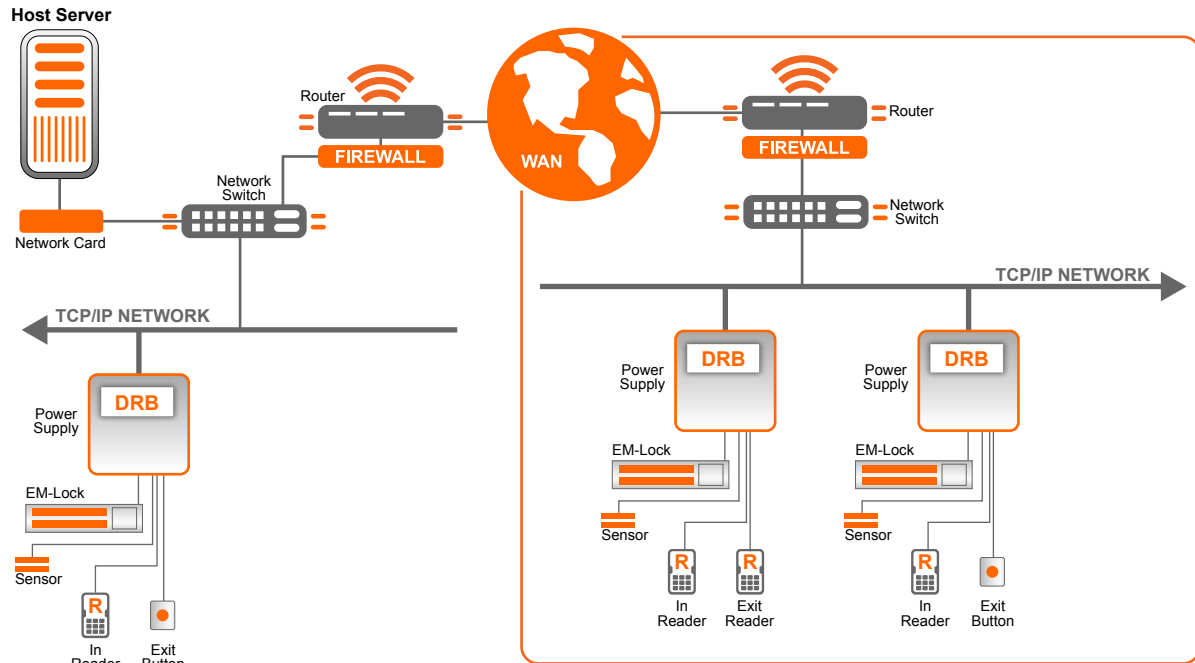 Host Server
Router
FIREWALL
WAN
Router
FIREWALL
Network
Switch
Network Card
Network
Switch
TCP/IP NETWORK
TCP/IP NETWORK
DRB
Power
Supply
EM-Lock
Sensor
R
In
Reader
Exit
Button
DRB
Power
Supply
EM-Lock
Sensor
R
In
Reader
R
Exit
Reader
DRB
Power
Supply
EM-Lock
Sensor
R
In
Reader
Exit
Button